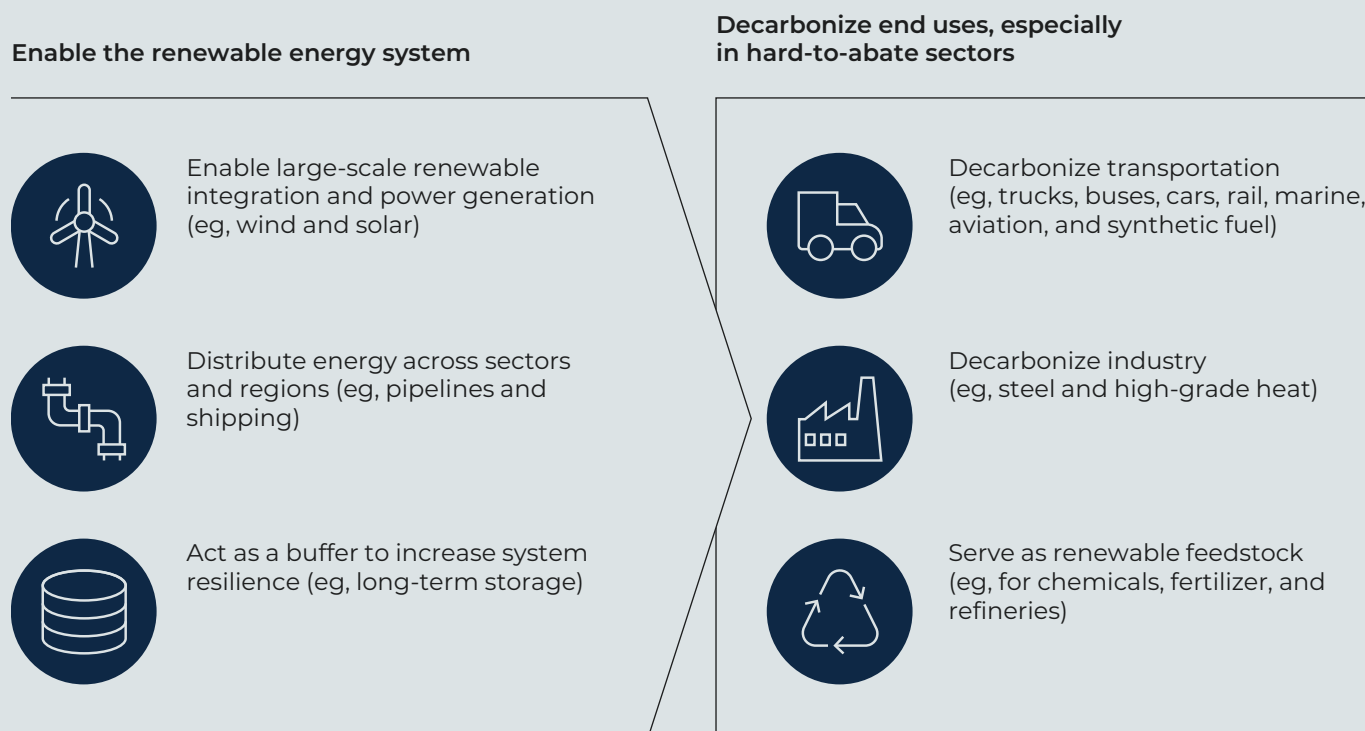 Enable the renewable energy system
Enable large-scale renewable
integration and power generation
(eg, wind and solar)
Distribute energy across sectors
and regions (eg, pipelines and
shipping)
Act as a buffer to increase system
resilience (eg, long-term storage)
Decarbonize end uses, especially
in hard-to-abate sectors
Decarbonize transportation
(eg, trucks, buses, cars, rail, marine,
aviation, and synthetic fuel)
Decarbonize industry
(eg, steel and high-grade heat)
Serve as renewable feedstock
(eg, for chemicals, fertilizer, and
refineries)